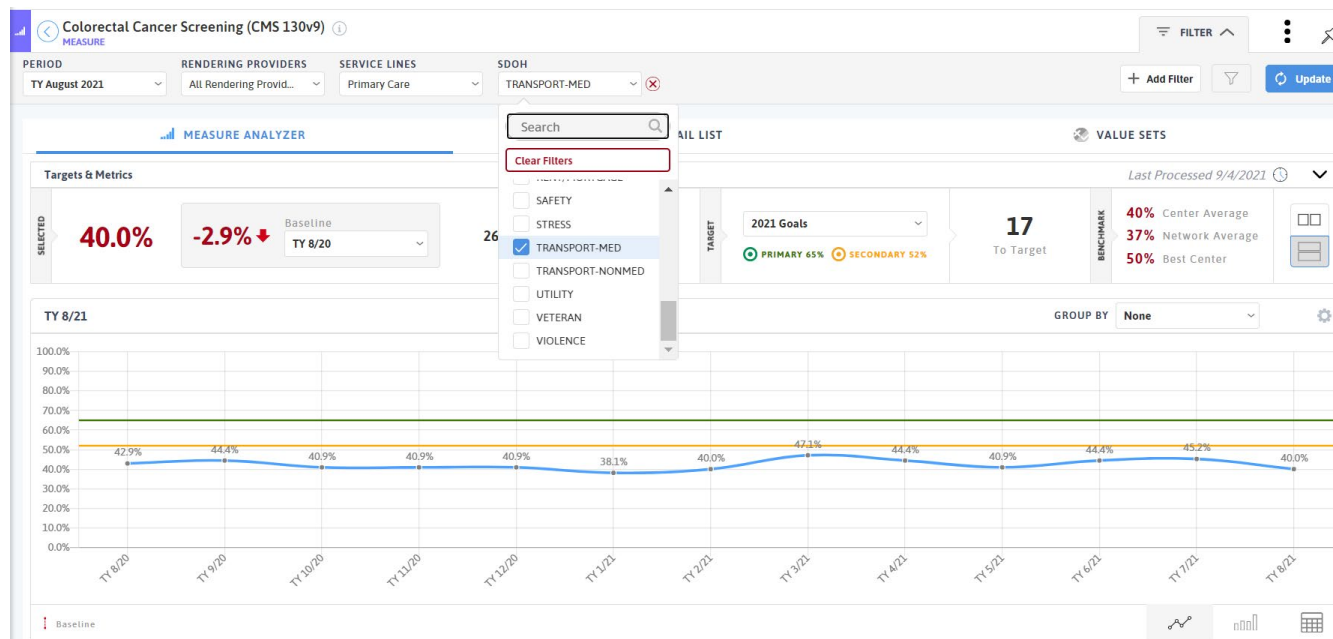 Colorectal Cancer Screening (CMS 130v9)
MEASURE
FILTER
PERIOD
RENDERING PROVIDERS
SERVICE LINES
SDOH
TY August 2021
All Rendering Provid...
Primary Care
TRANSPORT-MED
+ Add Filter
Update
Search
Clear Filters
SAFETY
STRESS
TRANSPORT-MED
TRANSPORT-NONMED
UTILITY
VETERAN
VIOLENCE
MEASURE ANALYZER
AIL LIST
VALUE SETS
Targets & Metrics
Last Processed 9/4/2021
SELECTED
40.0%
-2.9%
Baseline
TY 8/20
26
TARGET
2021 Goals
PRIMARY 65%
SECONDARY 52%
17
To Target
BENCHMARK
40% Center Average
37% Network Average
50% Best Center
TY 8/21
GROUP BY
None
100.0%
90.0%
80.0%
70.0%
60.0%
50.0%
40.0%
30.0%
20.0%
10.0%
0.0%
42.9%
44.4%
40.9%
40.9%
40.9%
38.1%
40.0%
47.1%
44.4%
40.9%
44.4%
45.2%
40.0%
TY 8/20
TY 9/20
TY 10/20
TY 11/20
TY 12/20
TY 1/21
TY 2/21
TY 3/21
TY 4/21
TY 5/21
TY 6/21
TY 7/21
TY 8/21
Baseline